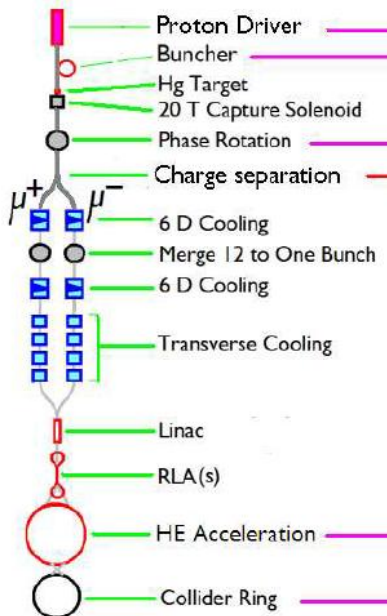 Proton Driver
Buncher
Hg Target
20 T Capture Solenoid
Phase Rotation
Charge separation
μ+ μ−
6 D Cooling
Merge 12 to One Bunch
6 D Cooling
Transverse Cooling
Linac
RLA(s)
HE Acceleration
Collider Ring